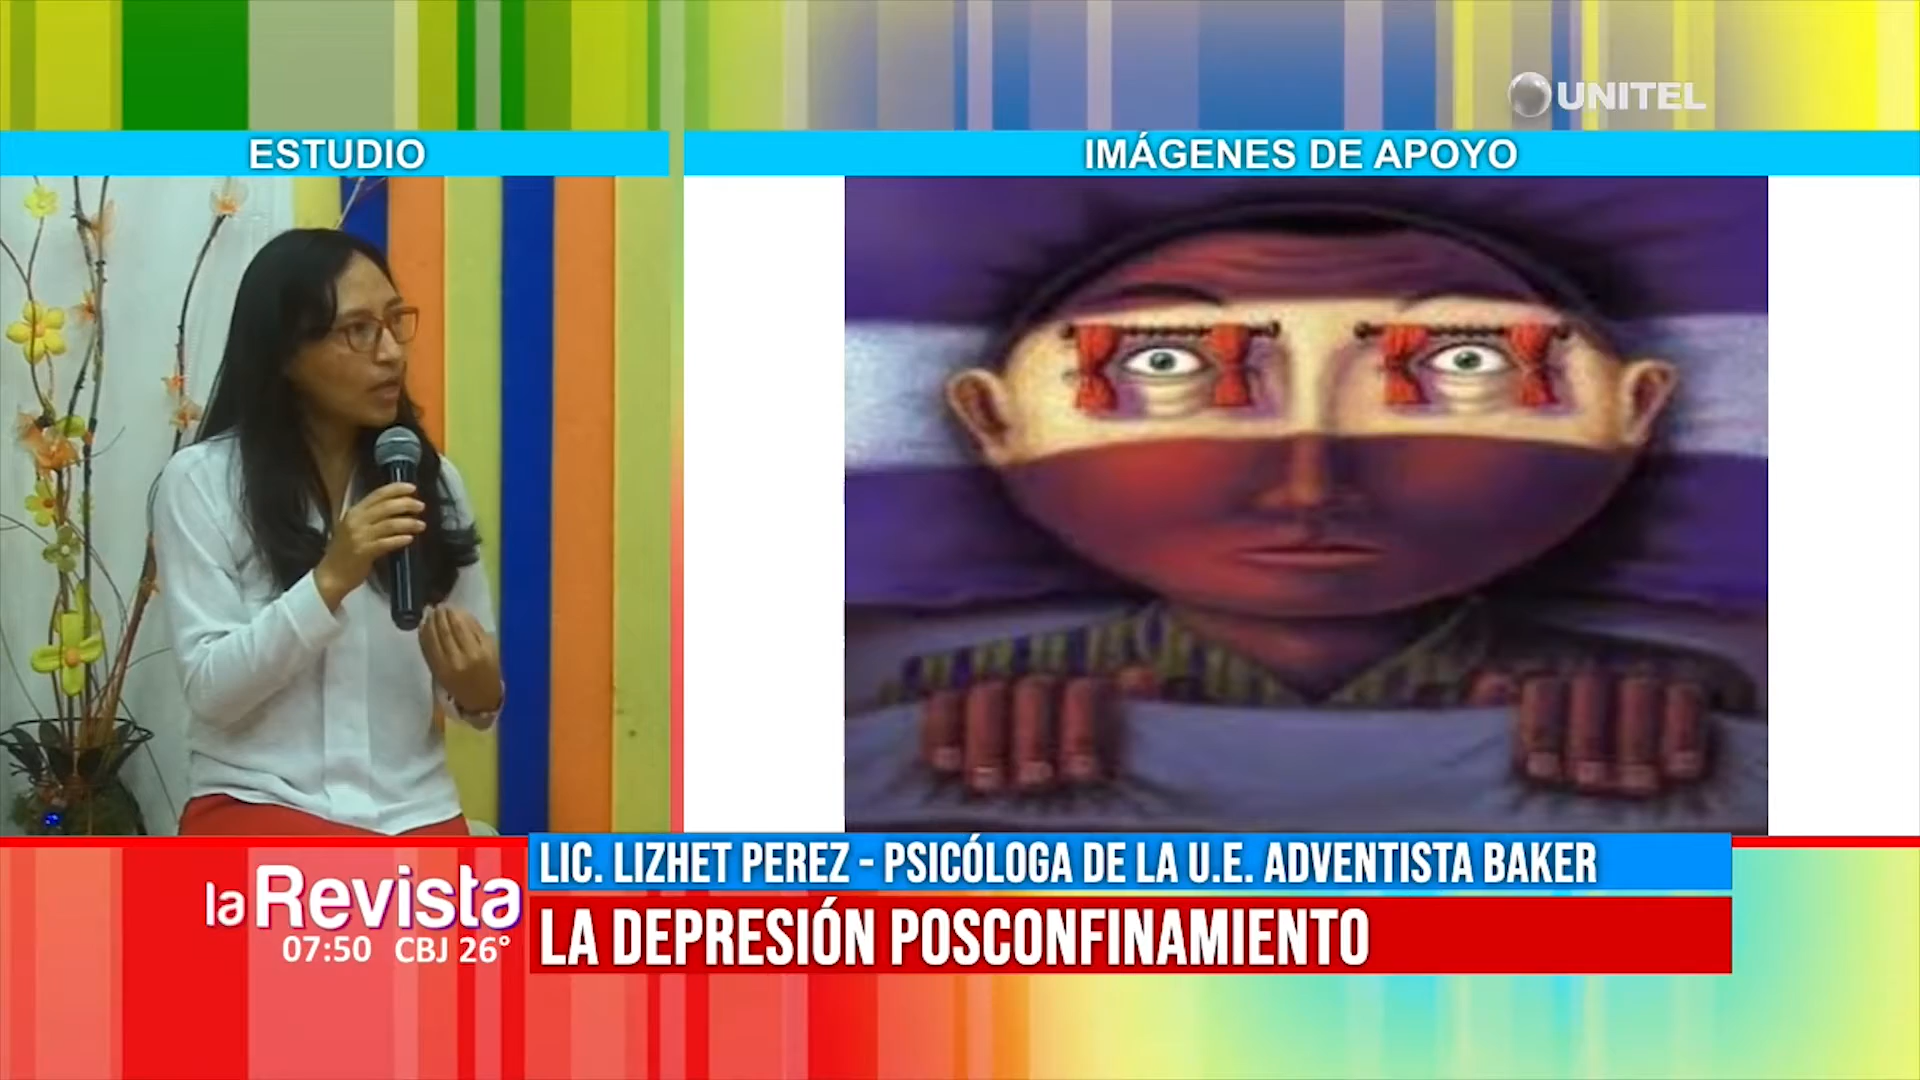 UNITEL
ESTUDIO
IMÁGENES DE APOYO
LIC. LIZHET PEREZ - PSICÓLOGA DE LA U.E. ADVENTISTA BAKER
la Revista
07:50 CBJ 26°
LA DEPRESIÓN POSCONFINAMIENTO